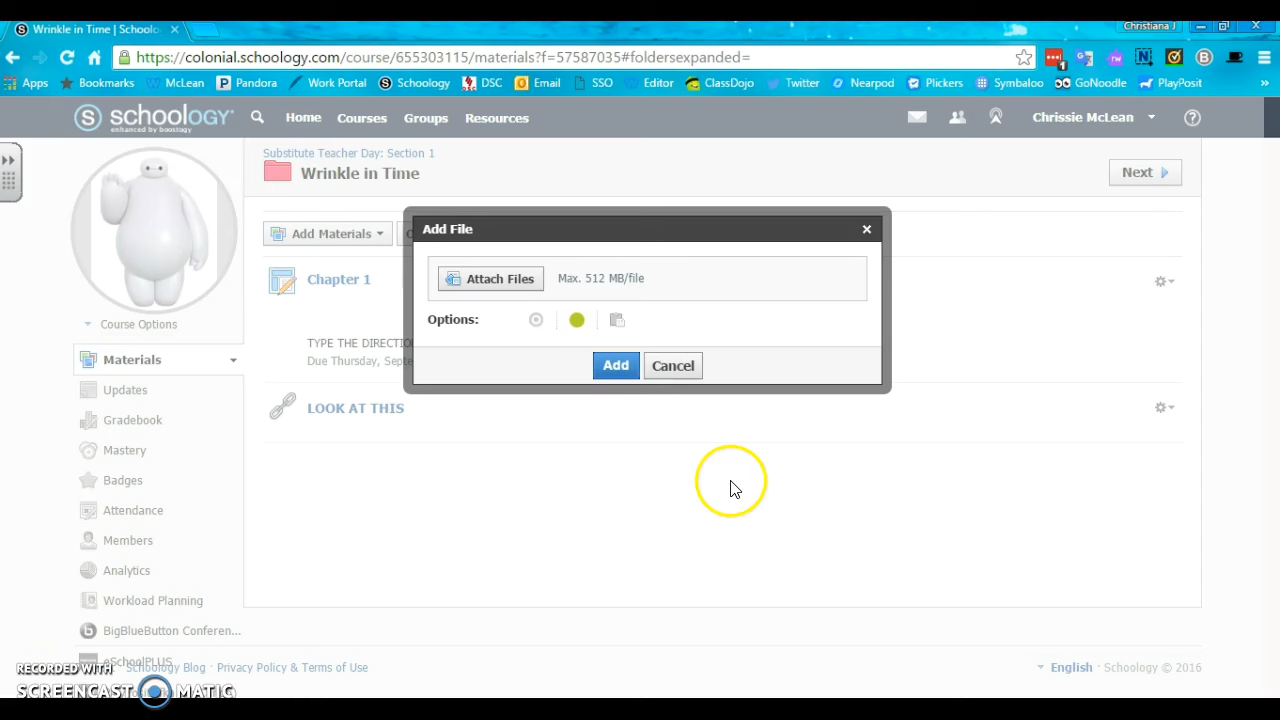 Wrinkle in Time | Schoolo
Christiana J
https://colonial.schoology.com/course/655303115/materials?f=57587035#foldersexpanded=
Apps Bookmarks McLean Pandora Work Portal Schoology DSC Email SSO Editor ClassDojo Twitter Nearpod Plickers Symbaloo GoNoodle PlayPosit »
S schoology
enhanced by boostogy
Home Courses Groups Resources Chrissie McLean
Substitute Teacher Day: Section 1
Wrinkle in Time
Next
Add Materials
Add File
Attach Files Max. 512 MB/file
Options:
Add Cancel
Chapter 1
TYPE THE DIRECTIO
Due Thursday, Septe
LOOK AT THIS
Course Options
Materials
Updates
Gradebook
Mastery
Badges
Attendance
Members
Analytics
Workload Planning
BigBlueButton Conferen...
eSchoolPLUS
Schoology Blog · Privacy Policy & Terms of Use
English · Schoology © 2016
RECORDED WITH
SCREENCAST MATIC